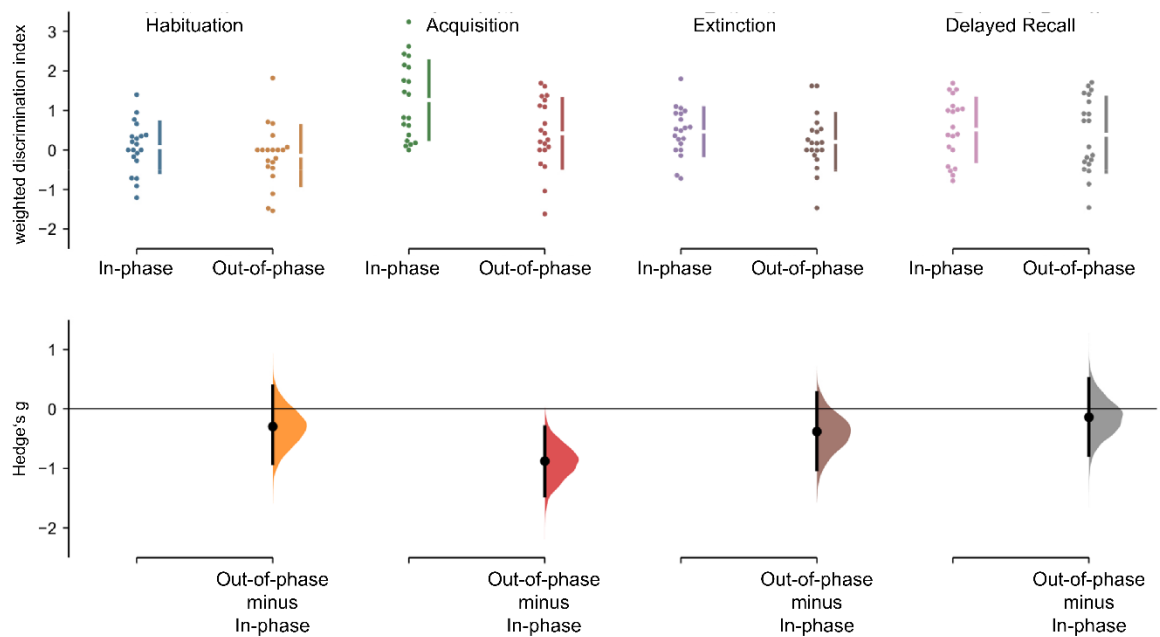 Habituation Acquisition Extinction Delayed Recall
weighted discrimination index
3
2
1
0
−1
−2
In-phase Out-of-phase In-phase Out-of-phase In-phase Out-of-phase In-phase Out-of-phase
Hedge's g
1
0
−1
−2
Out-of-phase Out-of-phase Out-of-phase Out-of-phase
minus minus minus minus
In-phase In-phase In-phase In-phase